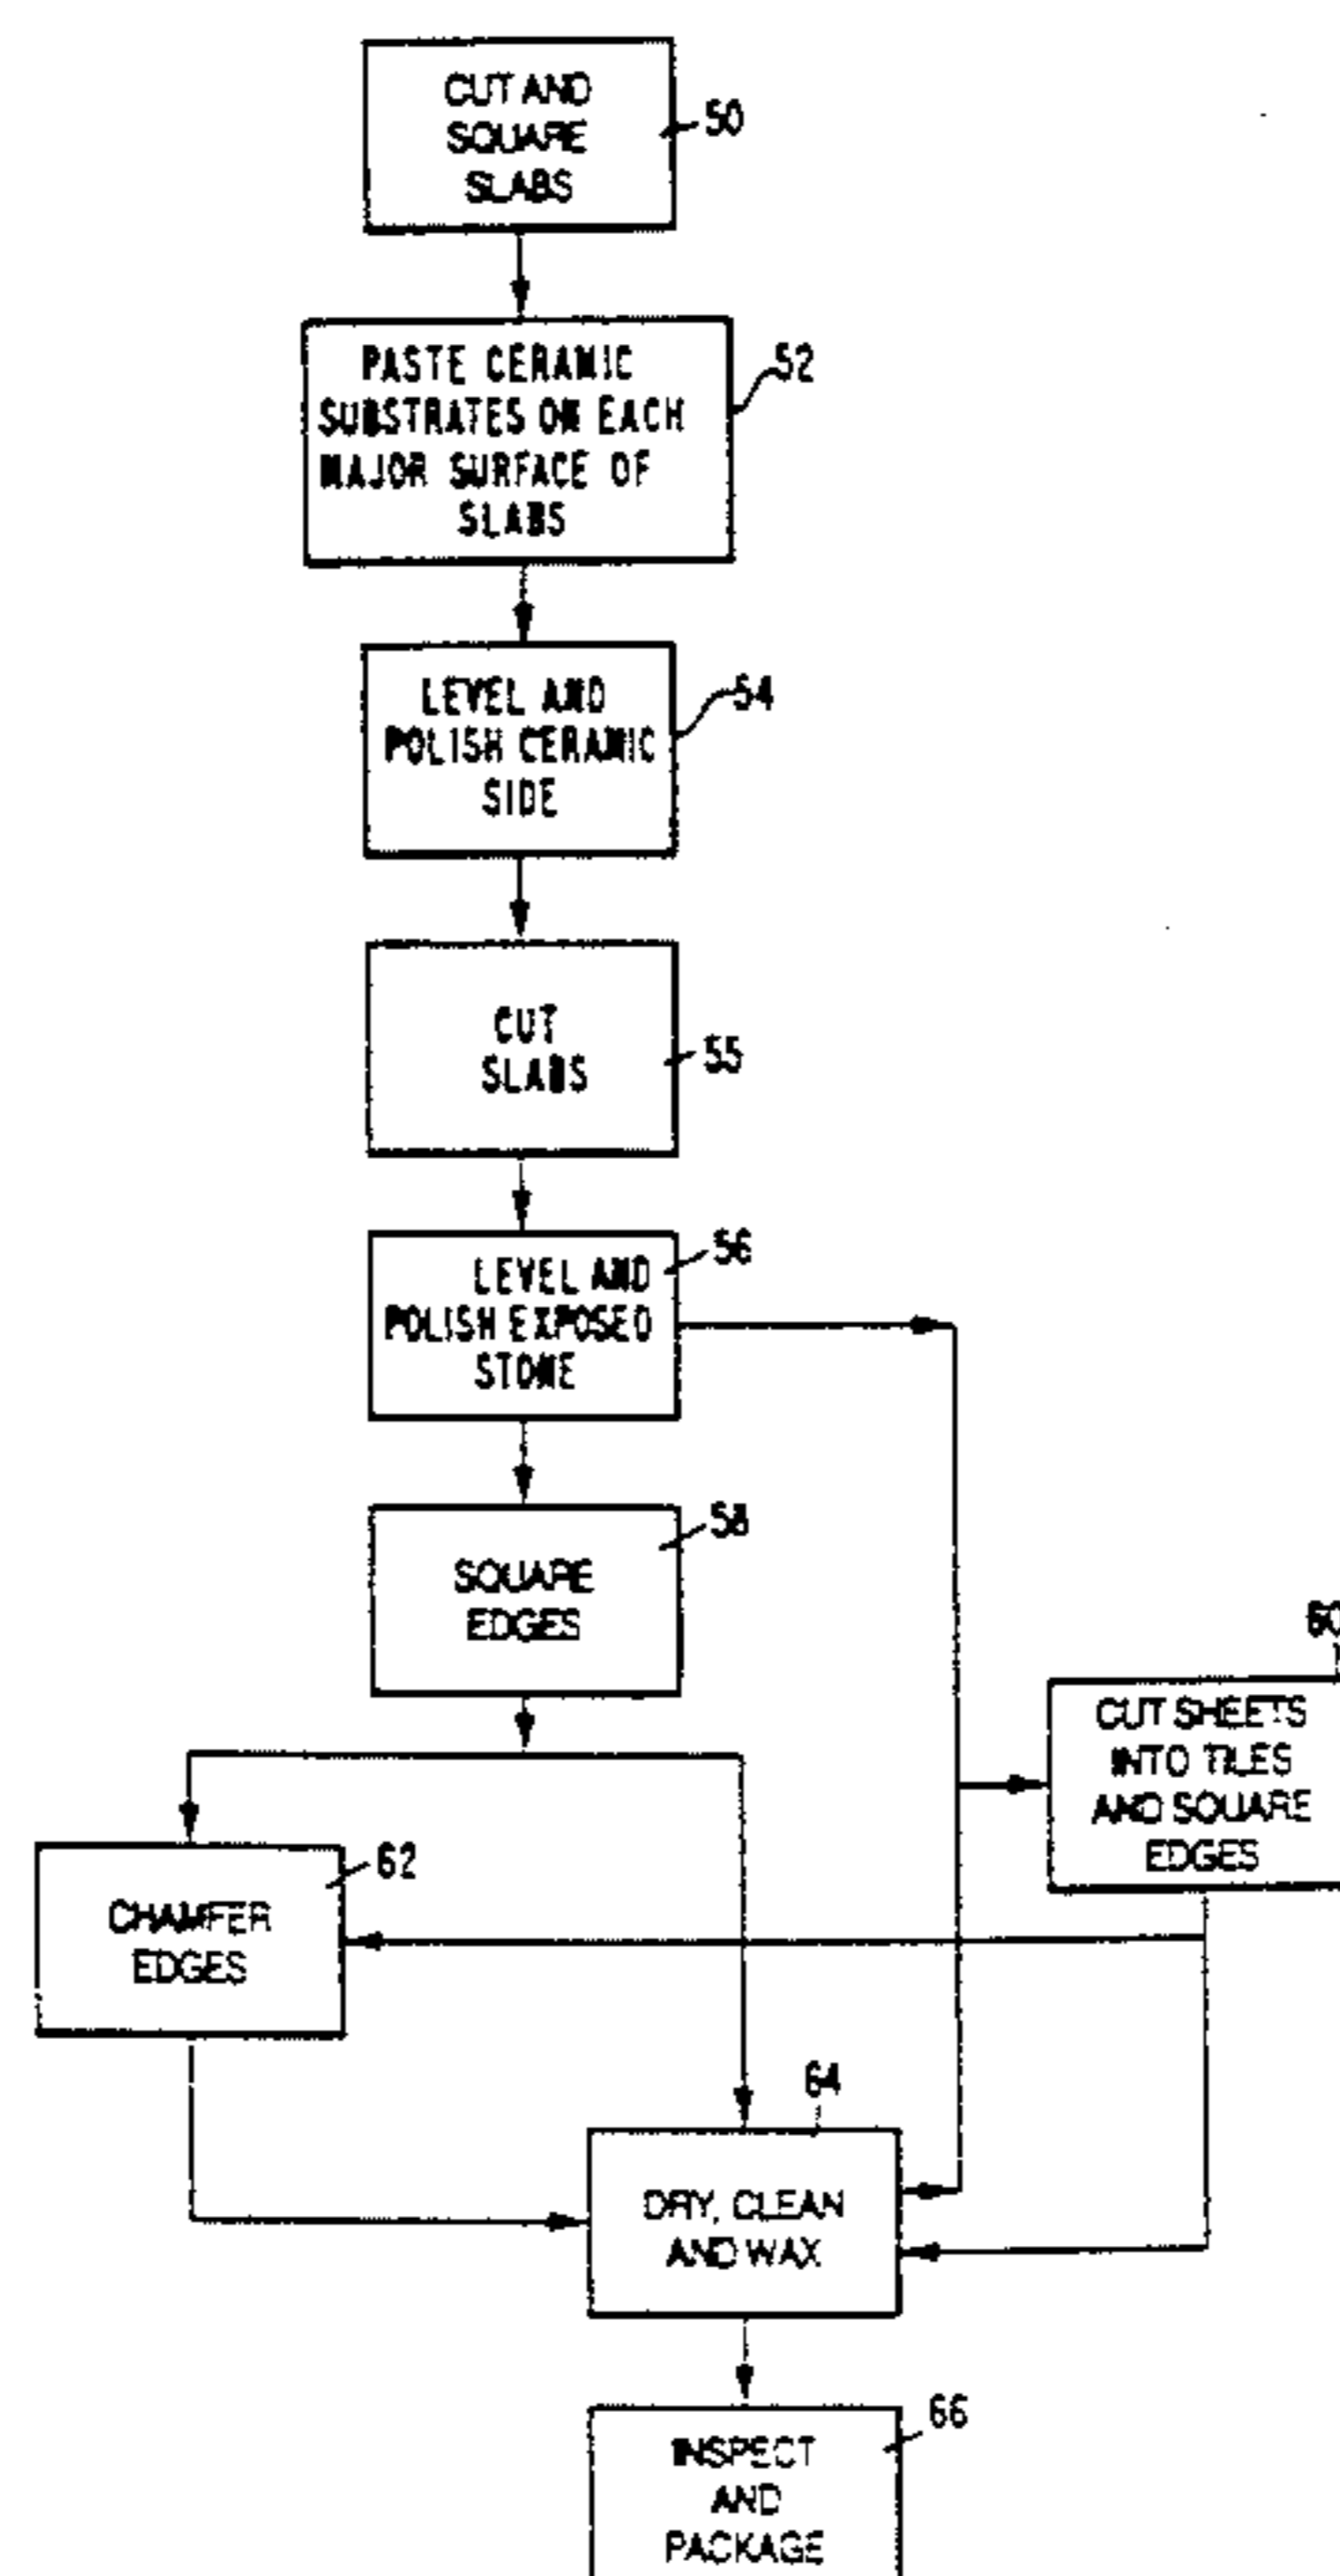 CUT AND
SQUARE
SLABS
50
PASTE CERAMIC
SUBSTRATES ON EACH
MAJOR SURFACE OF
SLABS
52
LEVEL AND
POLISH CERAMIC
SIDE
54
CUT
SLABS
55
LEVEL AND
POLISH EXPOSED
STONE
56
SQUARE
EDGES
58
60
CUT SHEETS
INTO TILES
AND SQUARE
EDGES
CHAMFER
EDGES
62
64
DRY, CLEAN
AND WAX
INSPECT
AND
PACKAGE
66